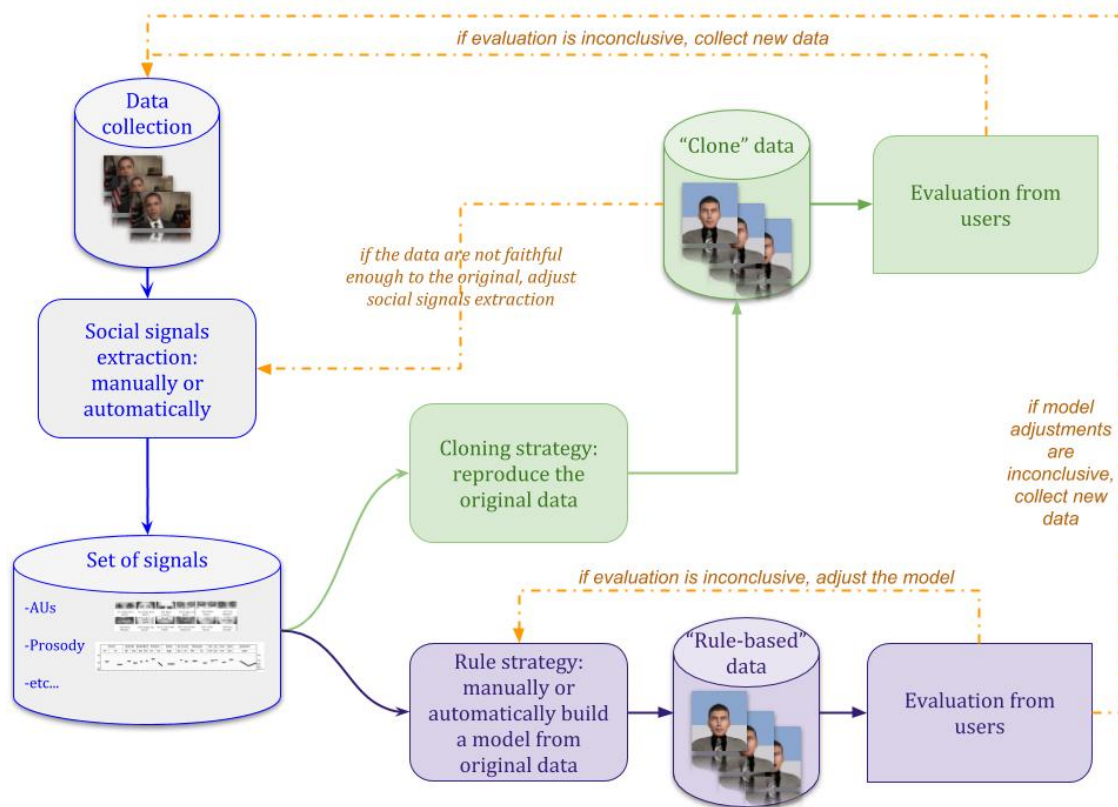 if evaluation is inconclusive, collect new data
Data
collection
“Clone” data
Evaluation from
users
if the data are not faithful
enough to the original, adjust
social signals extraction
Social signals
extraction:
manually or
automatically
if model
adjustments
are
inconclusive,
collect new
data
Cloning strategy:
reproduce the
original data
Set of signals
-AUs
-Prosody
-etc...
if evaluation is inconclusive, adjust the model
Rule strategy:
manually or
automatically build
a model from
original data
“Rule-based”
data
Evaluation from
users